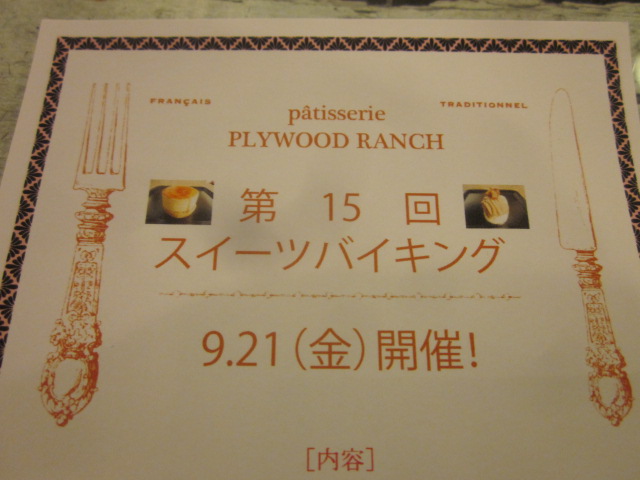 FRANÇAIS
TRADITIONNEL
pâtisserie
PLYWOOD RANCH
第 15 回
スイーツバイキング
9.21（金）開催！
［内容］